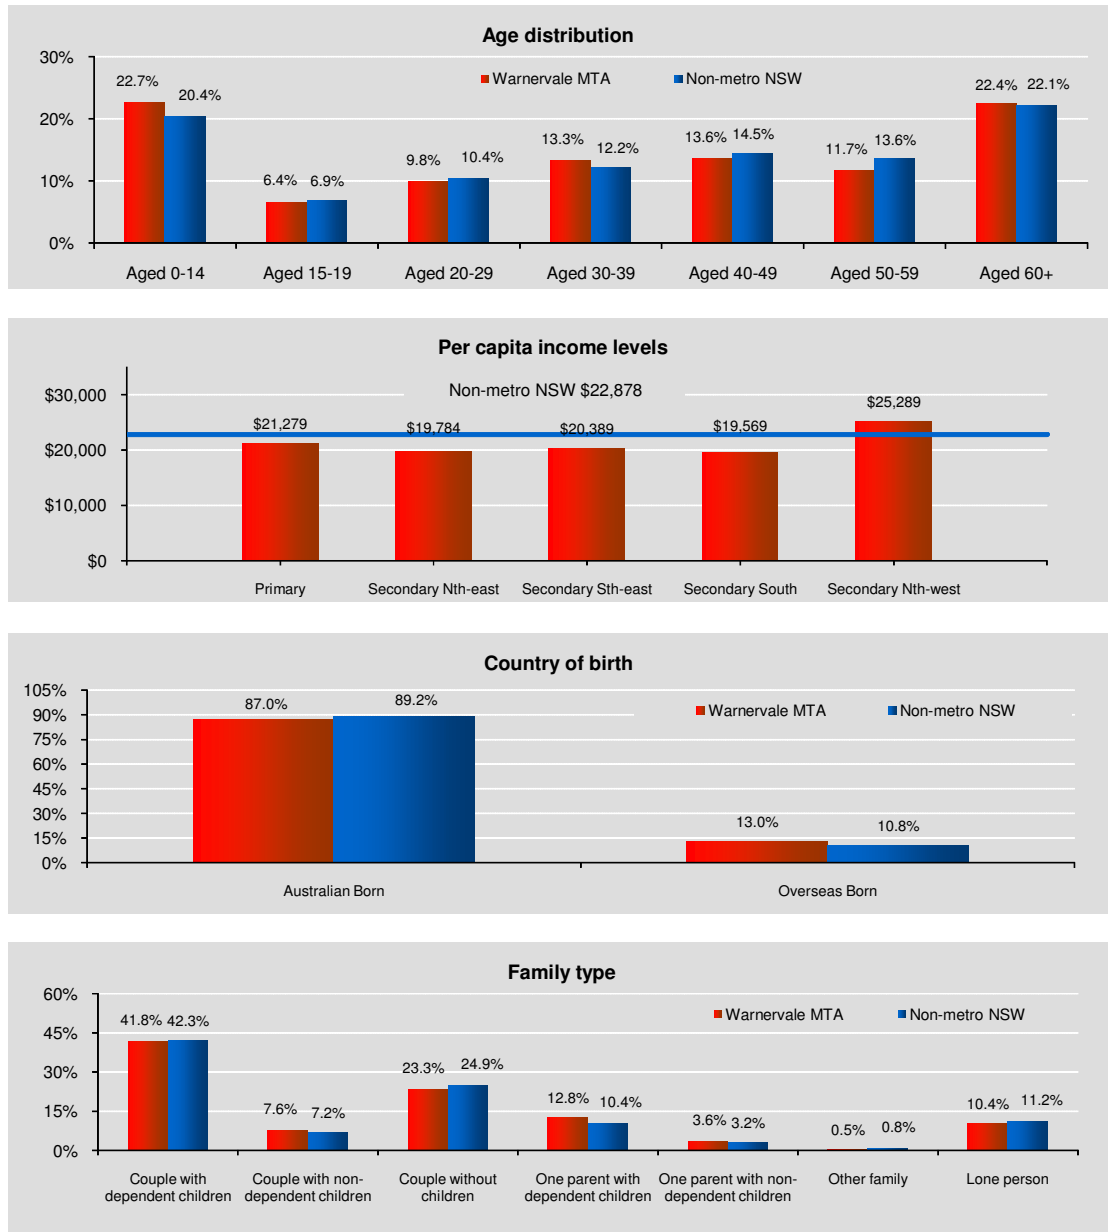 Age distribution
30%
Warnervale MTA Non-metro NSW
22.7% 20.4% 6.4% 6.9% 9.8% 10.4% 13.3% 12.2% 13.6% 14.5% 11.7% 13.6% 22.4% 22.1%
20%
10%
0%
Aged 0-14 Aged 15-19 Aged 20-29 Aged 30-39 Aged 40-49 Aged 50-59 Aged 60+
Per capita income levels
Non-metro NSW $22,878
$30,000
$21,279 $19,784 $20,389 $19,569 $25,289
$20,000
$10,000
$0
Primary Secondary Nth-east Secondary Sth-east Secondary South Secondary Nth-west
Country of birth
105%
87.0% 89.2% Warnervale MTA Non-metro NSW
90%
75%
60%
45%
30%
13.0% 10.8%
15%
0%
Australian Born Overseas Born
Family type
60%
Warnervale MTA Non-metro NSW
41.8% 42.3% 7.6% 7.2% 23.3% 24.9% 12.8% 10.4% 3.6% 3.2% 0.5% 0.8% 10.4% 11.2%
45%
30%
15%
0%
Couple with Couple with non- Couple without One parent with One parent with non- Other family Lone person
dependent children dependent children children dependent children dependent children